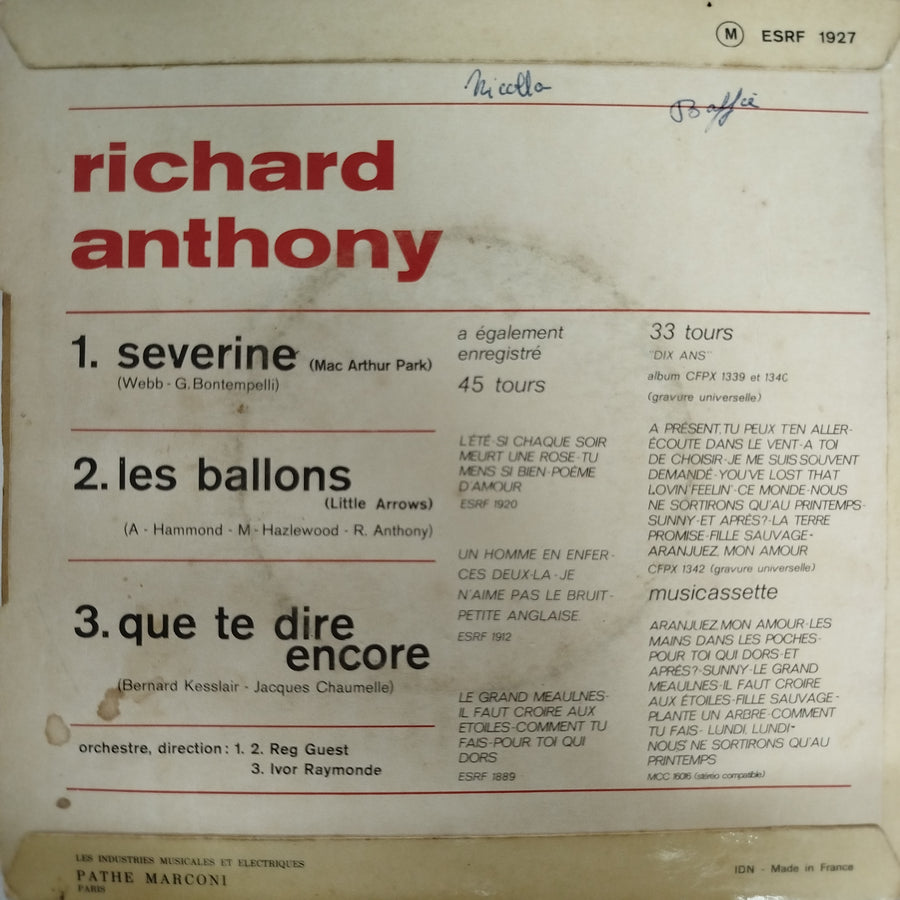 M ESRF 1927
Nicolla
Baffie
richard
anthony
1. severine (Mac Arthur Park)
(Webb - G. Bontempelli)
2. les ballons
(Little Arrows)
(A - Hammond - M - Hazlewood - R. Anthony)
3. que te dire
encore
(Bernard Kesslair - Jacques Chaumelle)
orchestre, direction : 1. 2. Reg Guest
3. Ivor Raymonde
a également
enregistré
45 tours
L'ÉTÉ-SI CHAQUE SOIR
MEURT UNE ROSE-TU
MENS SI BIEN-POÈME
D'AMOUR
ESRF 1920
UN HOMME EN ENFER-
CES DEUX-LA-JE
N'AIME PAS LE BRUIT-
PETITE ANGLAISE.
ESRF 1912
LE GRAND MEAULNES-
IL FAUT CROIRE AUX
ETOILES-COMMENT TU
FAIS-POUR TOI QUI
DORS
ESRF 1889
33 tours
"DIX ANS"
album CFPX 1339 et 1340
(gravure universelle)
A PRÉSENT, TU PEUX T'EN ALLER-
ÉCOUTE DANS LE VENT-A TOI
DE CHOISIR-JE ME SUIS SOUVENT
DEMANDÉ-YOU'VE LOST THAT
LOVIN'FEELIN'-CE MONDE-NOUS
NE SORTIRONS QU'AU PRINTEMPS-
SUNNY-ET APRÈS?-LA TERRE
PROMISE-FILLE SAUVAGE-
ARANJUEZ, MON AMOUR
CFPX 1342 (gravure universelle)
musicassette
ARANJUEZ, MON AMOUR-LES
MAINS DANS LES POCHES-
POUR TOI QUI DORS-ET
APRÈS?-SUNNY-LE GRAND
MEAULNES-IL FAUT CROIRE
AUX ÉTOILES-FILLE SAUVAGE-
PLANTE UN ARBRE-COMMENT
TU FAIS- LUNDI, LUNDI-
NOUS NE SORTIRONS QU'AU
PRINTEMPS
MCC 16016 (stéréo compatible)
LES INDUSTRIES MUSICALES ET ELECTRIQUES
PATHE MARCONI
PARIS
IDN - Made in France